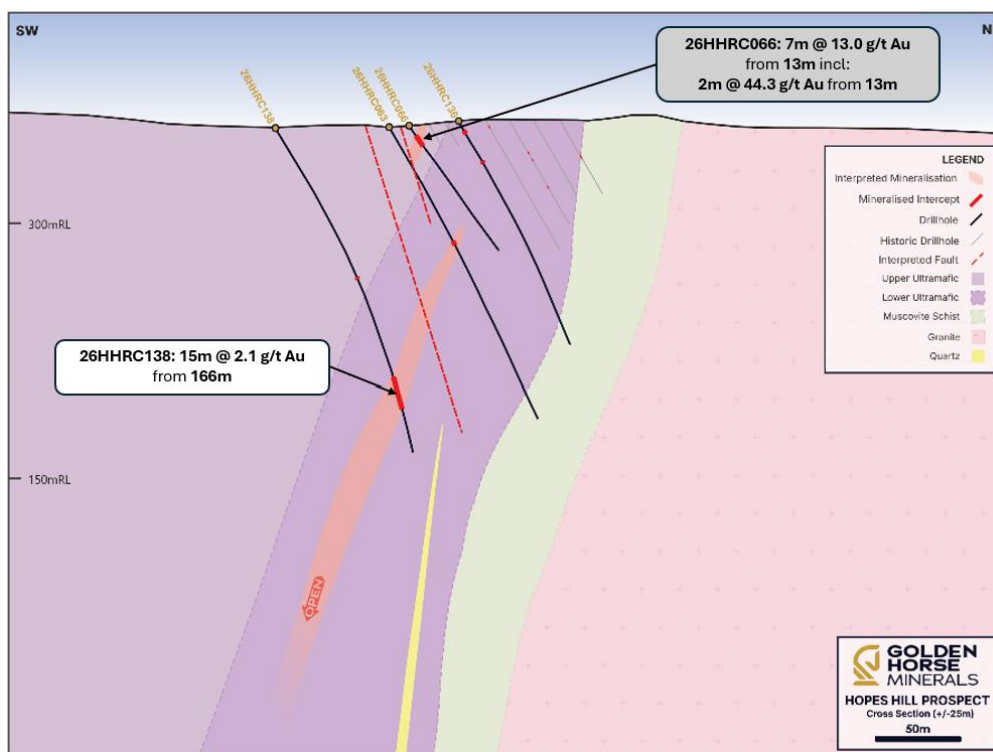 SW
N
26HHRC138
26HHRC063
26HHRC066
26HHRC136
26HHRC066: 7m @ 13.0 g/t Au
from 13m incl:
2m @ 44.3 g/t Au from 13m
LEGEND
Interpreted Mineralisation
Mineralised Intercept
Drillhole
Historic Drillhole
Interpreted Fault
Upper Ultramafic
Lower Ultramafic
Muscovite Schist
Granite
Quartz
300mRL
26HHRC138: 15m @ 2.1 g/t Au
from 166m
150mRL
OPEN
GOLDEN
HORSE
MINERALS
HOPES HILL PROSPECT
Cross Section (+/-25m)
50m